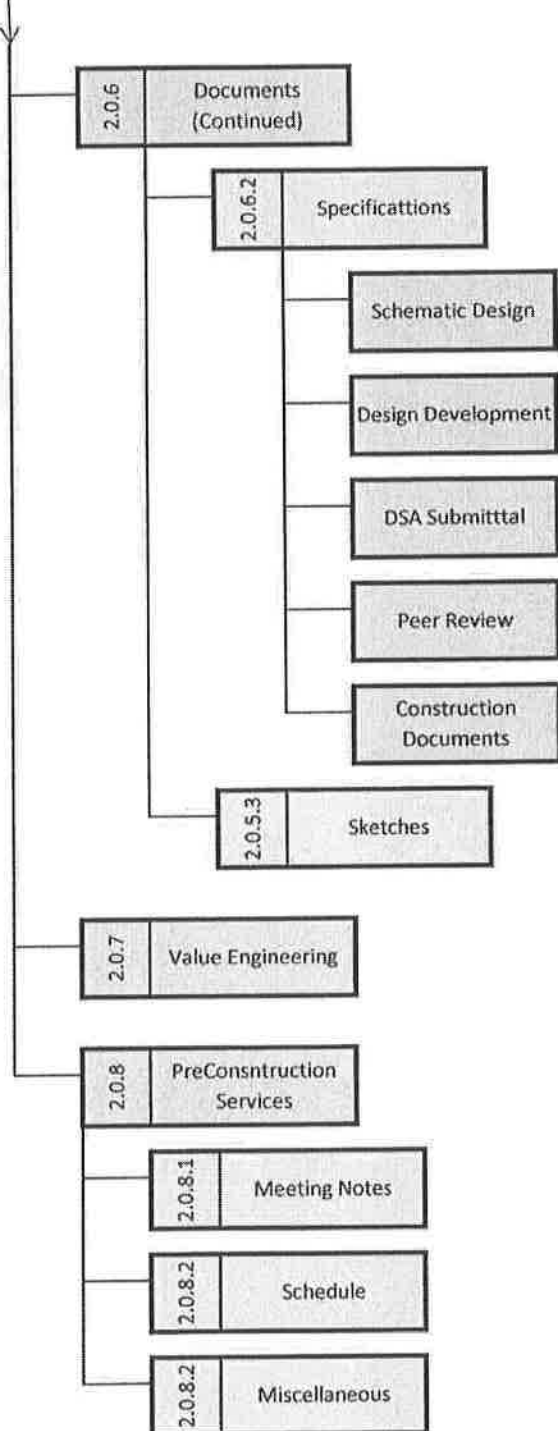 2.0.6
Documents
(Continued)
2.0.6.2
Specificattions
Schematic Design
Design Development
DSA Submitttal
Peer Review
Construction
Documents
2.0.5.3
Sketches
2.0.7
Value Engineering
2.0.8
PreConsntruction
Services
2.0.8.1
Meeting Notes
2.0.8.2
Schedule
2.0.8.2
Miscellaneous